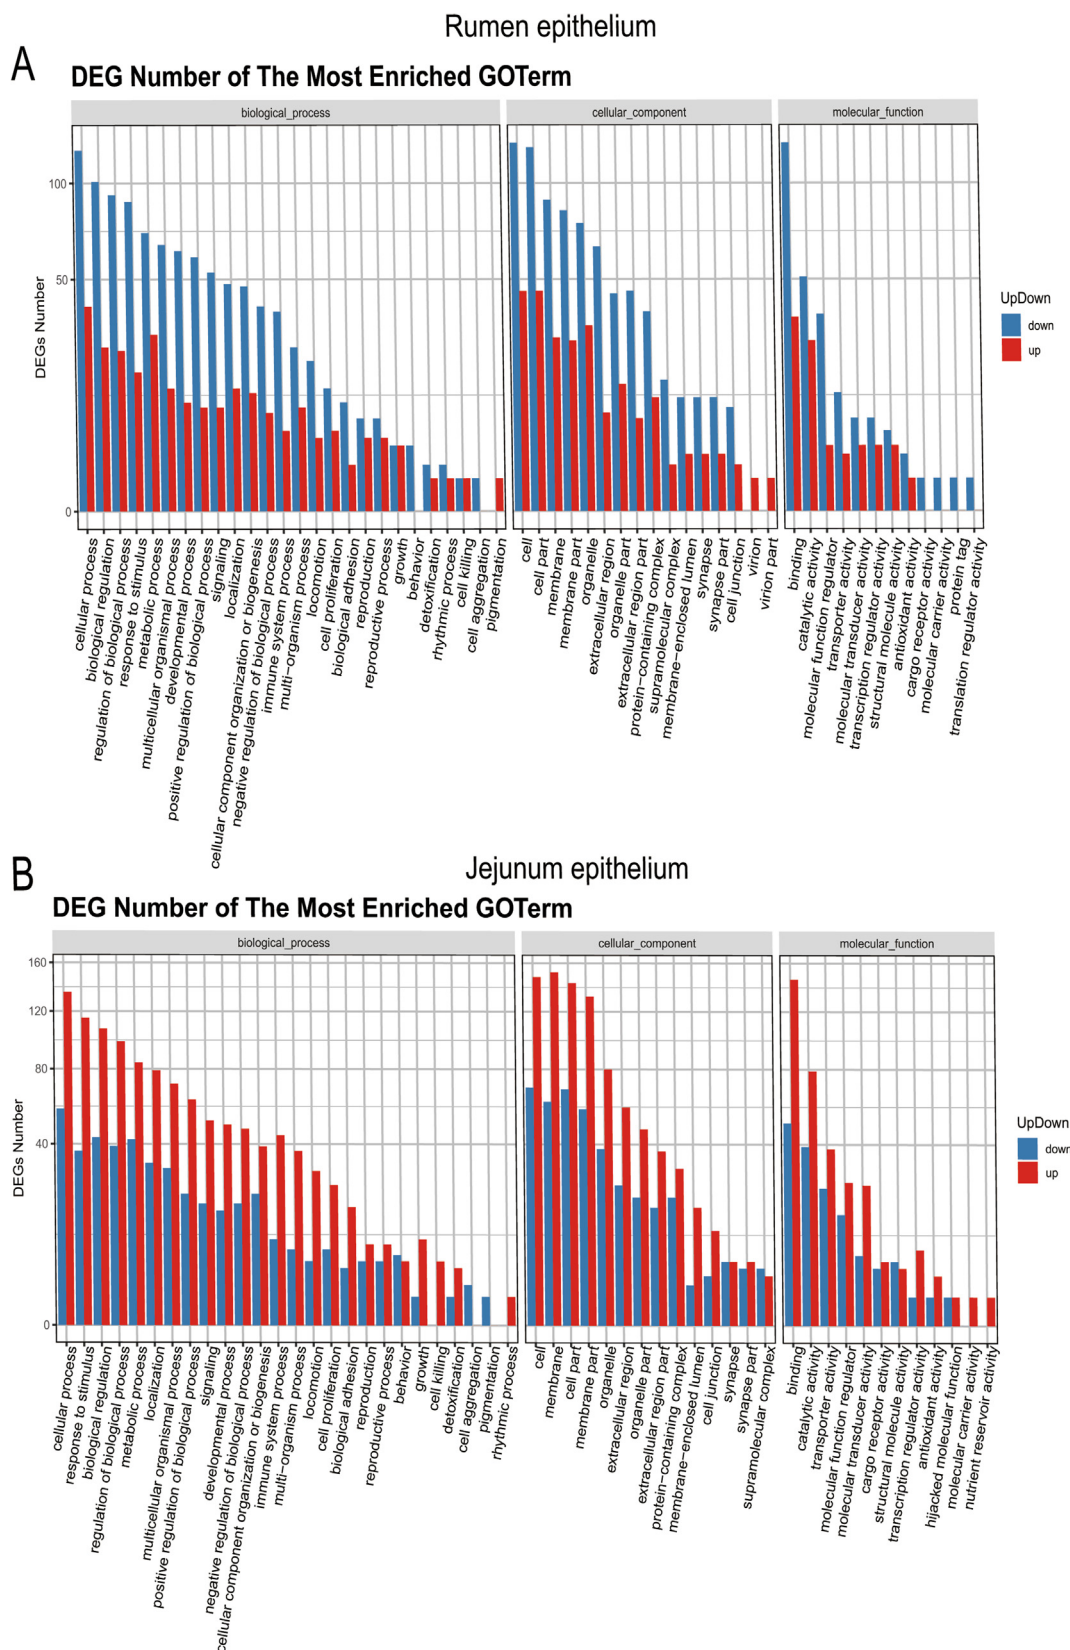 Rumen epithelium
A
DEG Number of The Most Enriched GOTerm
biological_process
cellular_component
molecular_function
100
50
0
DEGs Number
UpDown
down
up
cellular process
biological regulation
regulation of biological process
response to stimulus
metabolic process
multicellular organismal process
developmental process
positive regulation of biological process
signaling
localization
cellular component organization or biogenesis
negative regulation of biological process
immune system process
multi−organism process
locomotion
cell proliferation
biological adhesion
reproduction
reproductive process
growth
behavior
detoxification
rhythmic process
cell killing
cell aggregation
pigmentation
cell
cell part
membrane
membrane part
organelle
extracellular region
organelle part
extracellular region part
protein−containing complex
supramolecular complex
membrane−enclosed lumen
synapse
synapse part
cell junction
virion
virion part
binding
catalytic activity
molecular function regulator
transporter activity
molecular transducer activity
transcription regulator activity
structural molecule activity
antioxidant activity
cargo receptor activity
molecular carrier activity
protein tag
translation regulator activity
B
Jejunum epithelium
DEG Number of The Most Enriched GOTerm
biological_process
cellular_component
molecular_function
160
120
80
40
0
DEGs Number
UpDown
down
up
cellular process
response to stimulus
biological regulation
regulation of biological process
metabolic process
localization
multicellular organismal process
positive regulation of biological process
signaling
developmental process
negative regulation of biological process
cellular component organization or biogenesis
immune system process
multi−organism process
locomotion
cell proliferation
biological adhesion
reproduction
reproductive process
behavior
growth
cell killing
detoxification
cell aggregation
pigmentation
rhythmic process
cell
membrane
cell part
membrane part
organelle
extracellular region
organelle part
extracellular region part
protein−containing complex
membrane−enclosed lumen
cell junction
synapse
synapse part
supramolecular complex
binding
catalytic activity
transporter activity
molecular function regulator
molecular transducer activity
cargo receptor activity
structural molecule activity
transcription regulator activity
antioxidant activity
hijacked molecular function
molecular carrier activity
nutrient reservoir activity